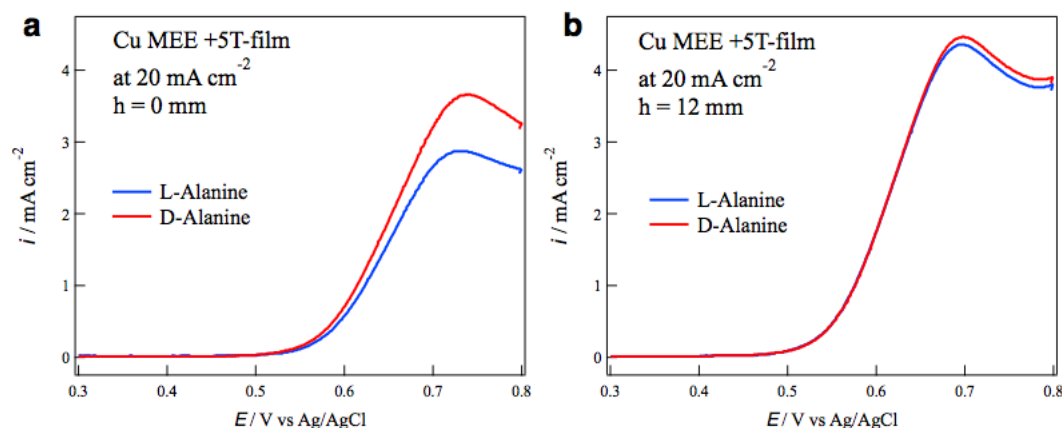 a
Cu MEE +5T-film
at 20 mA cm⁻²
h = 0 mm
L-Alanine
D-Alanine
i / mA cm⁻²
4
3
2
1
0
0.3 0.4 0.5 0.6 0.7 0.8
E / V vs Ag/AgCl
b
Cu MEE +5T-film
at 20 mA cm⁻²
h = 12 mm
L-Alanine
D-Alanine
i / mA cm⁻²
4
3
2
1
0
0.3 0.4 0.5 0.6 0.7 0.8
E / V vs Ag/AgCl